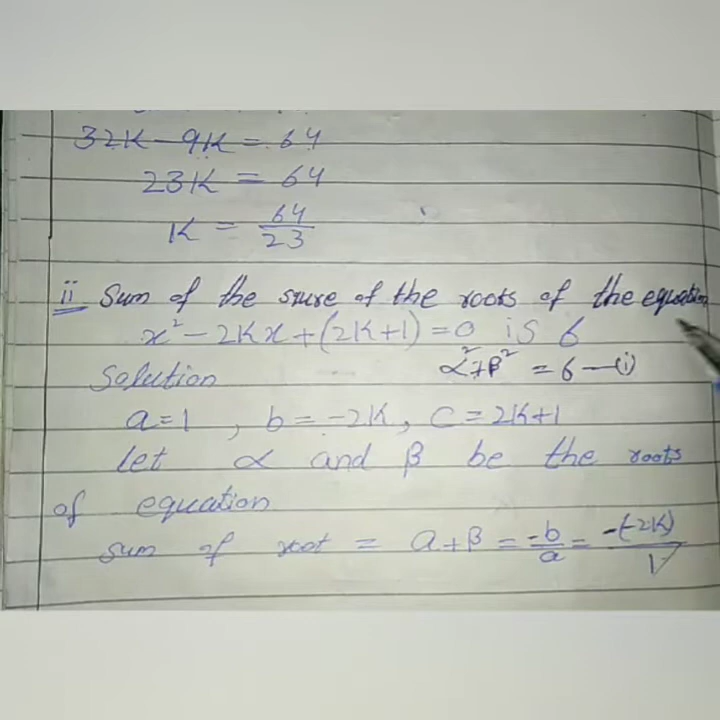 32K - 9K = 64
23K = 64
K = 64/23
ii Sum of the sruse of the roots of the equation
x² - 2Kx + (2K+1) = 0 is 6
Solution α²+β² = 6 —(i)
a=1 , b = -2K, C = 2K+1
let α and β be the roots
of equation
sum of root = α+β = -b/a = -(-2K)/1